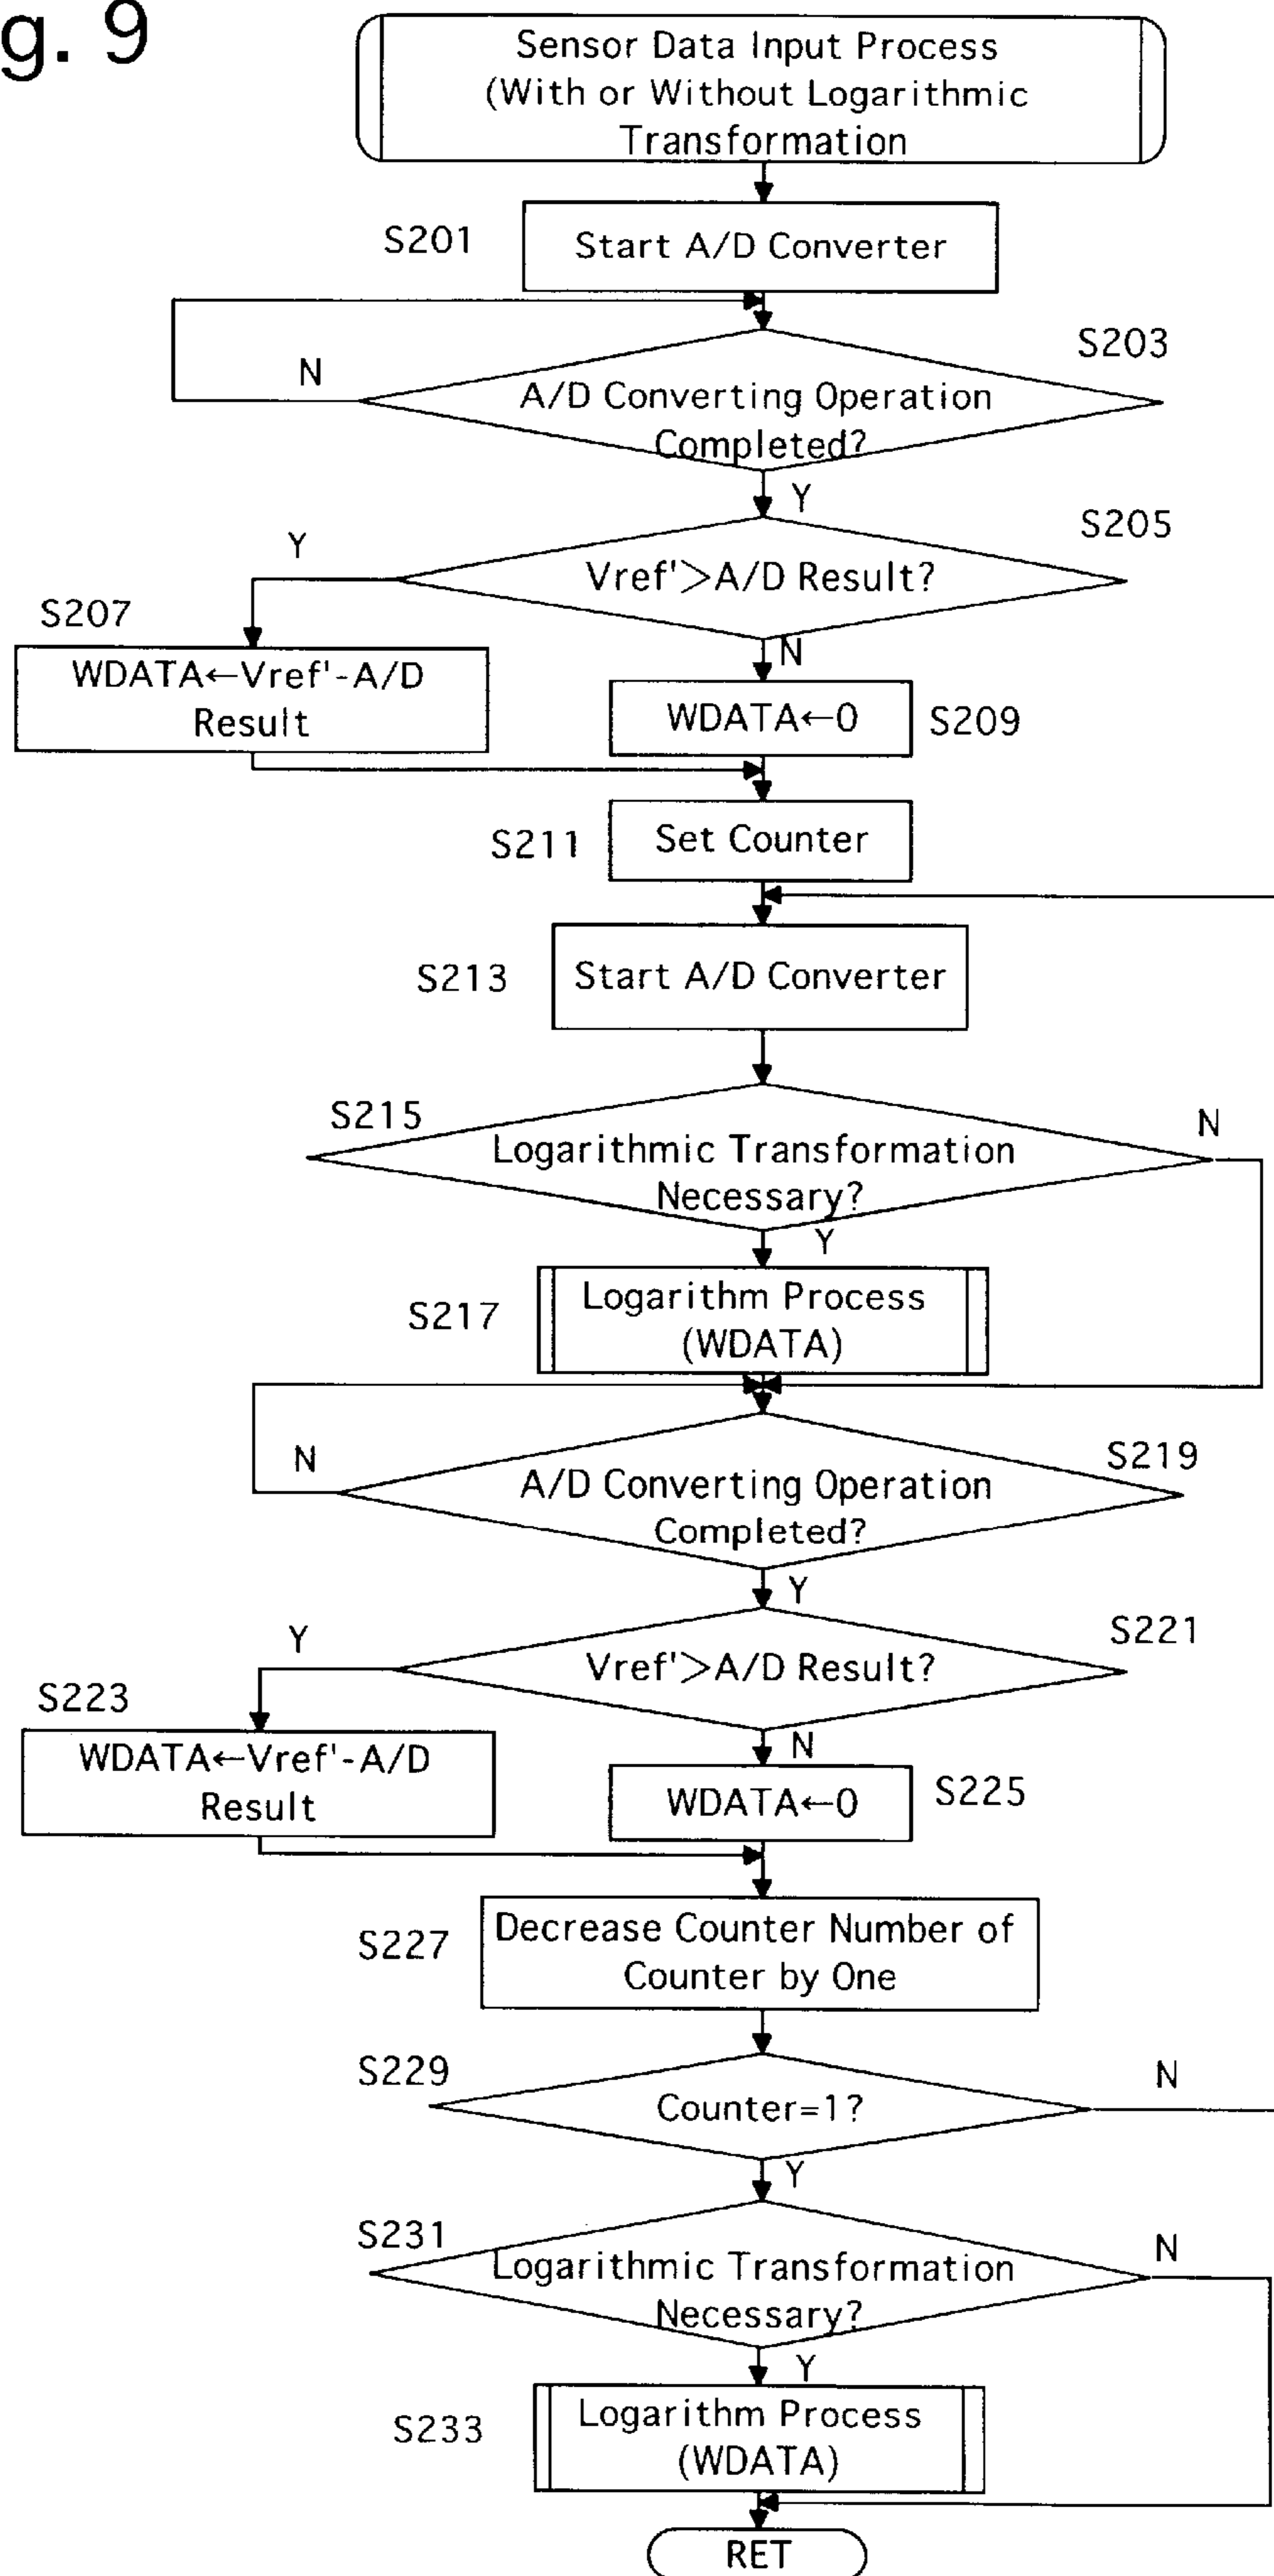 g. 9
Sensor Data Input Process
(With or Without Logarithmic
Transformation
S201
Start A/D Converter
S203
N
A/D Converting Operation
Completed?
Y
S205
Y
Vref'>A/D Result?
S207
N
WDATA←Vref'-A/D
Result
WDATA←0
S209
S211
Set Counter
S213
Start A/D Converter
S215
N
Logarithmic Transformation
Necessary?
Y
S217
Logarithm Process
(WDATA)
S219
N
A/D Converting Operation
Completed?
Y
S221
Y
Vref'>A/D Result?
S223
N
WDATA←Vref'-A/D
Result
WDATA←0
S225
S227
Decrease Counter Number of
Counter by One
S229
N
Counter=1?
Y
S231
N
Logarithmic Transformation
Necessary?
Y
S233
Logarithm Process
(WDATA)
RET